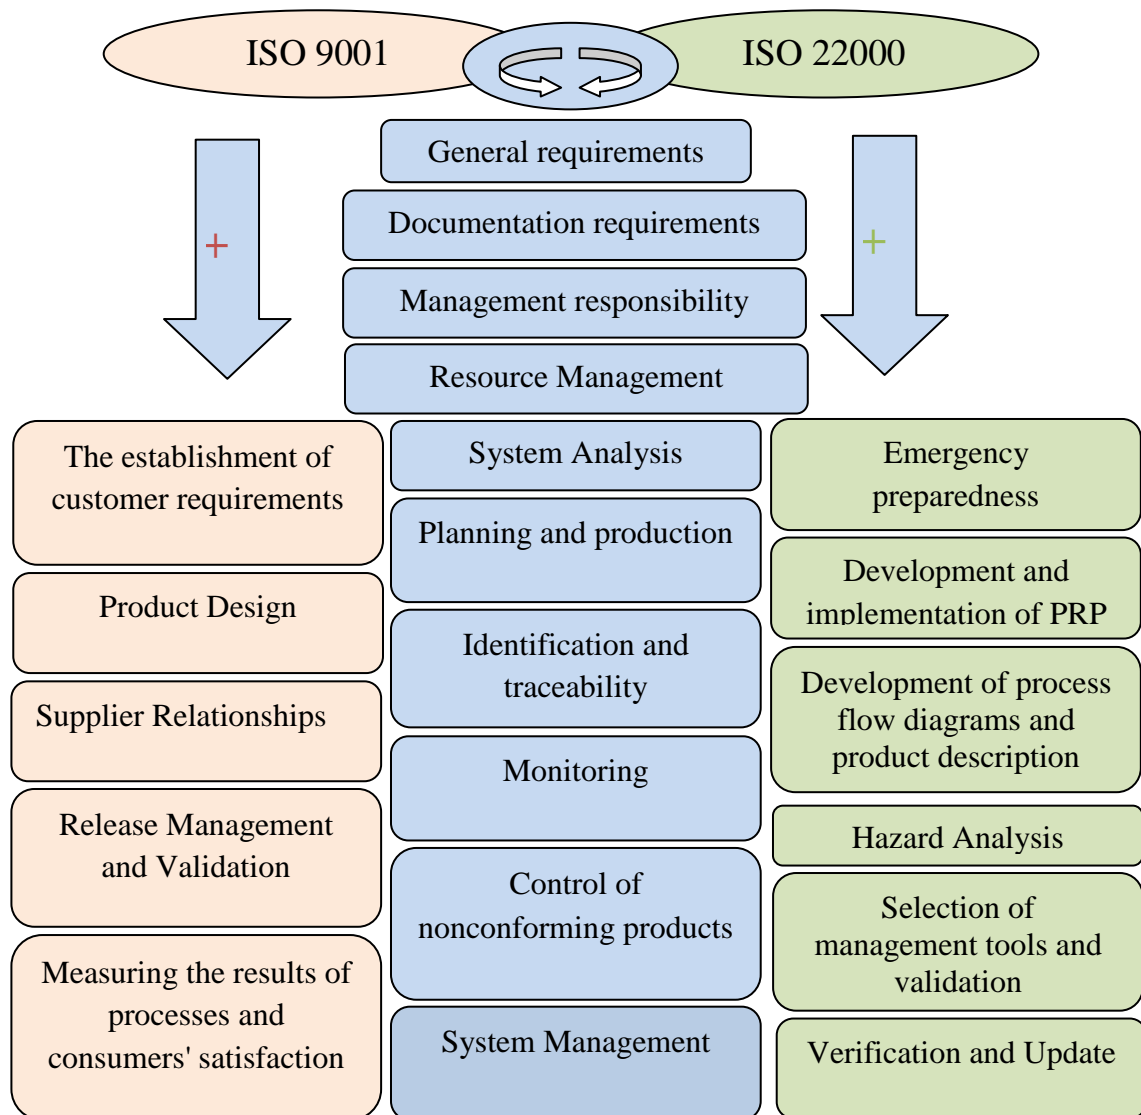 ISO 9001
ISO 22000
General requirements
Documentation requirements
+
+
Management responsibility
Resource Management
The establishment of
customer requirements
Product Design
Supplier Relationships
Release Management
and Validation
Measuring the results of
processes and
consumers' satisfaction
System Analysis
Planning and production
Identification and
traceability
Monitoring
Control of
nonconforming products
System Management
Emergency
preparedness
Development and
implementation of PRP
Development of process
flow diagrams and
product description
Hazard Analysis
Selection of
management tools and
validation
Verification and Update